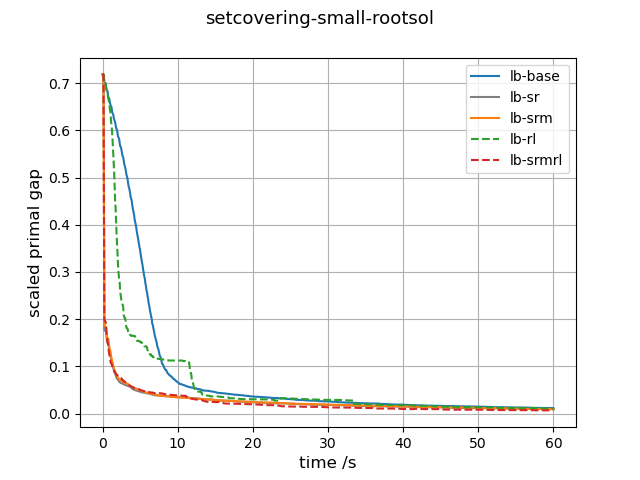 setcovering-small-rootsol
scaled primal gap
0.7
0.6
0.5
0.4
0.3
0.2
0.1
0.0
lb-base
lb-sr
lb-srm
lb-rl
lb-srmrl
0 10 20 30 40 50 60
time /s